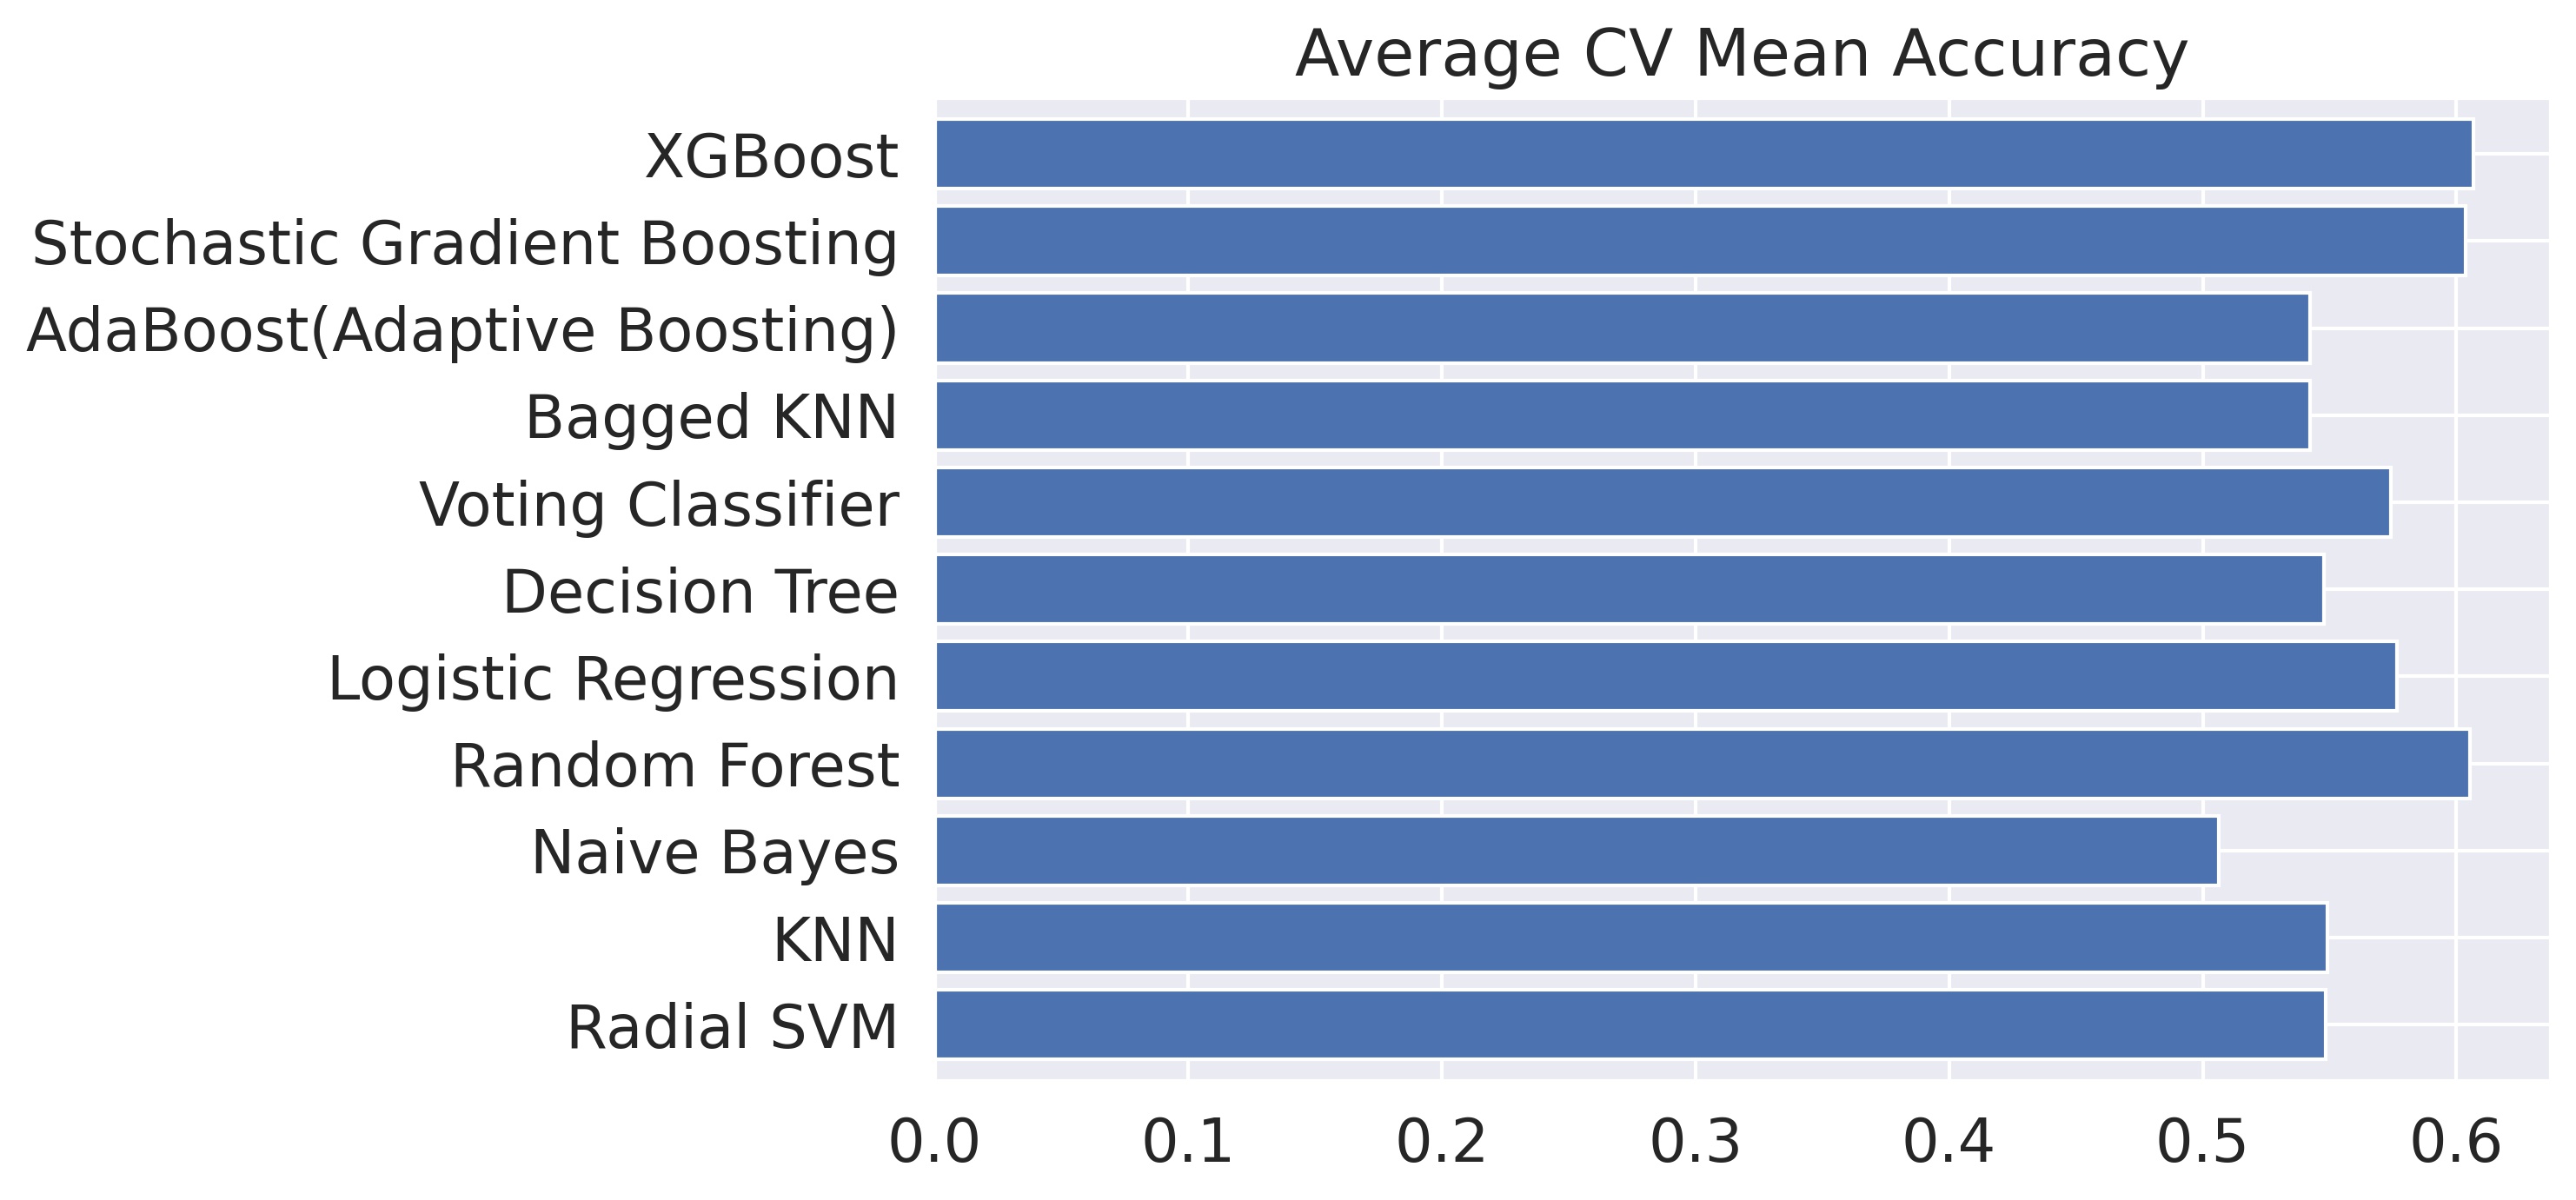 Average CV Mean Accuracy
XGBoost
Stochastic Gradient Boosting
AdaBoost(Adaptive Boosting)
Bagged KNN
Voting Classifier
Decision Tree
Logistic Regression
Random Forest
Naive Bayes
KNN
Radial SVM
0.0 0.1 0.2 0.3 0.4 0.5 0.6